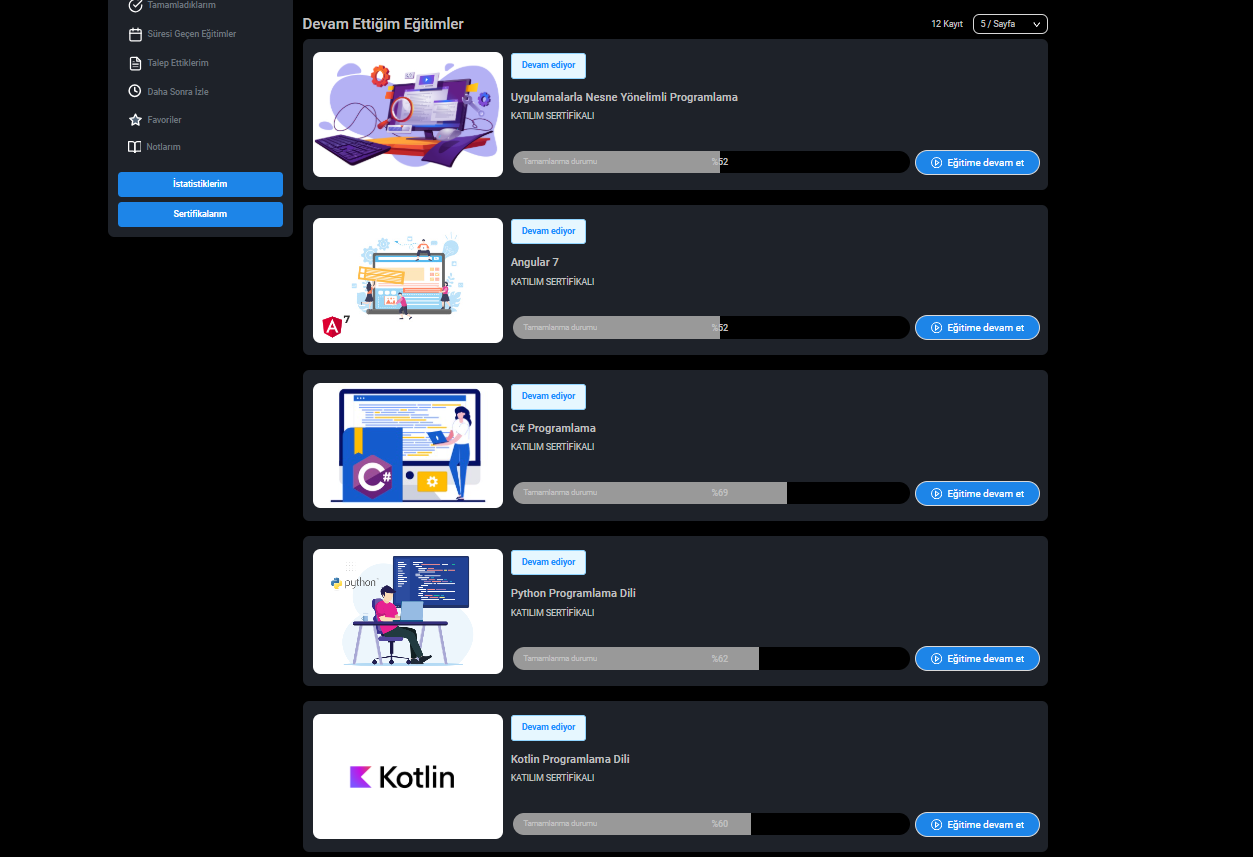 Tamamladıklarım
Süresi Geçen Eğitimler
Talep Ettiklerim
Daha Sonra İzle
Favoriler
Notlarım
İstatistiklerim
Sertifikalarım
Devam Ettiğim Eğitimler
12 Kayıt
5 / Sayfa
Devam ediyor
Uygulamalarla Nesne Yönelimli Programlama
KATILIM SERTİFİKALI
Tamamlanma durumu %52
Eğitime devam et
7
A
Devam ediyor
Angular 7
KATILIM SERTİFİKALI
Tamamlanma durumu %52
Eğitime devam et
C#
Devam ediyor
C# Programlama
KATILIM SERTİFİKALI
Tamamlanma durumu %69
Eğitime devam et
python
Devam ediyor
Python Programlama Dili
KATILIM SERTİFİKALI
Tamamlanma durumu %62
Eğitime devam et
Kotlin
Devam ediyor
Kotlin Programlama Dili
KATILIM SERTİFİKALI
Tamamlanma durumu %60
Eğitime devam et